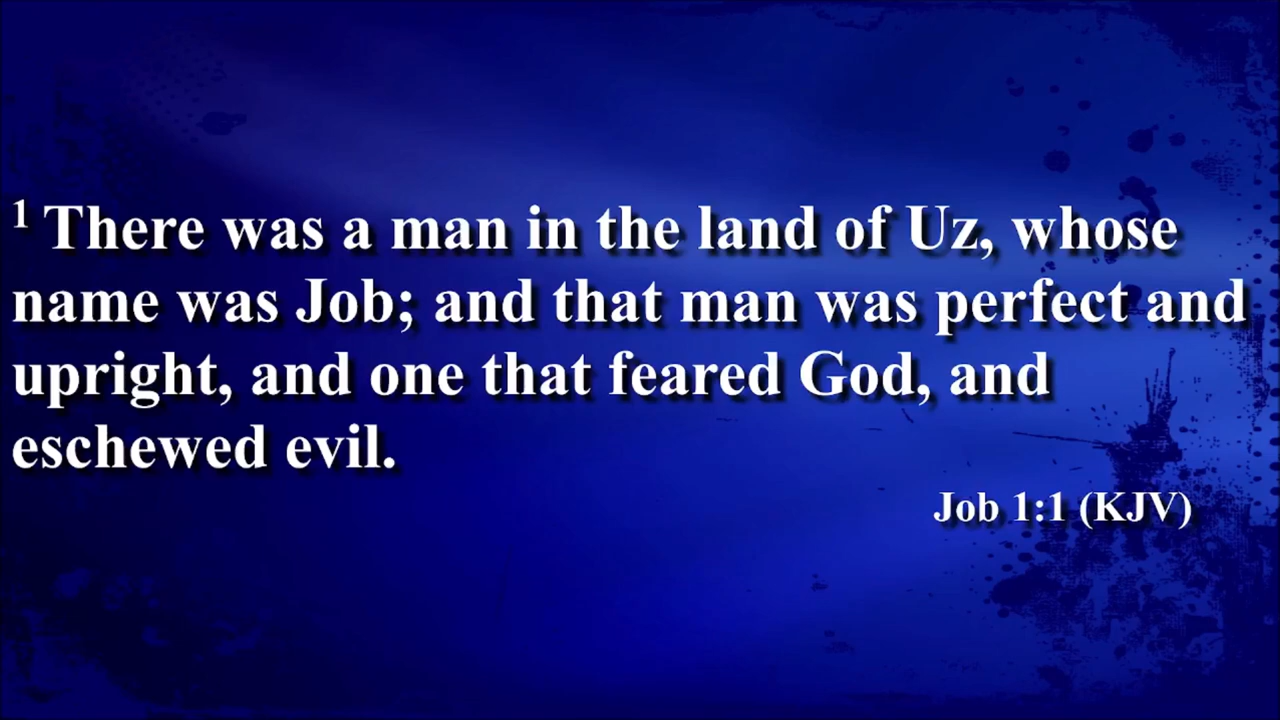 1 There was a man in the land of Uz, whose
name was Job; and that man was perfect and
upright, and one that feared God, and
eschewed evil.
Job 1:1 (KJV)